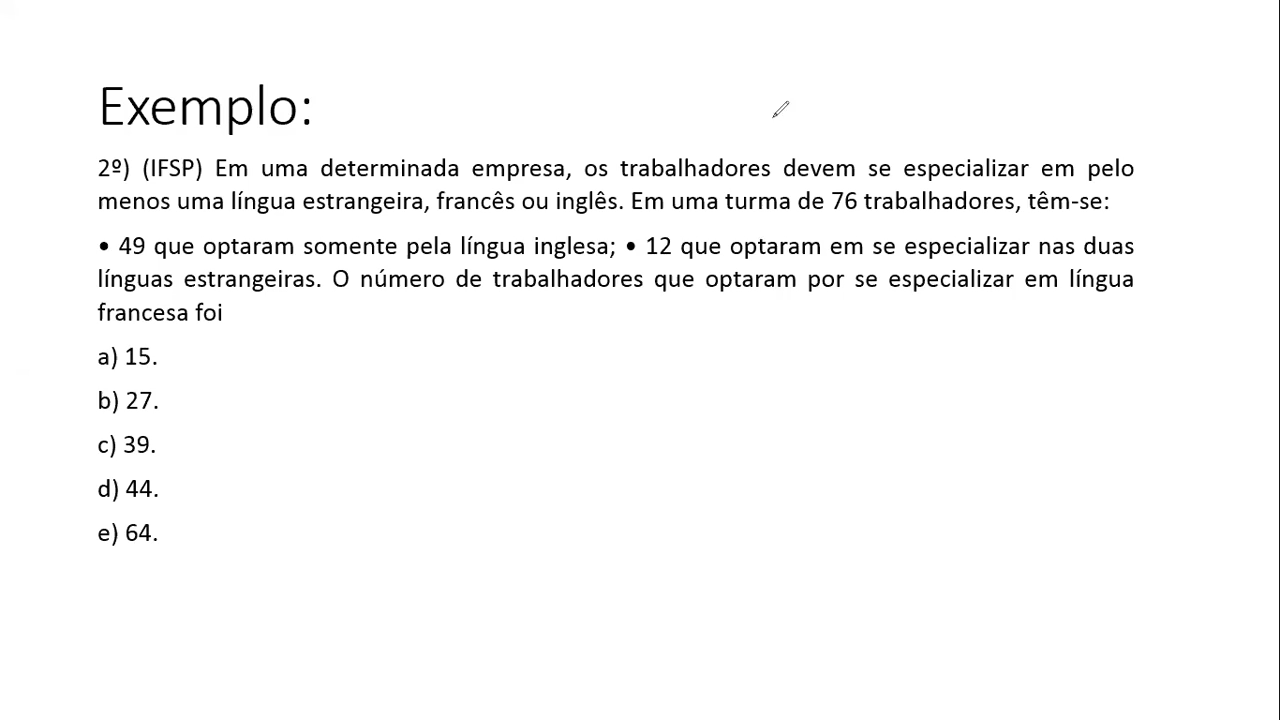 Exemplo:
2º) (IFSP) Em uma determinada empresa, os trabalhadores devem se especializar em pelo
menos uma língua estrangeira, francês ou inglês. Em uma turma de 76 trabalhadores, têm-se:
• 49 que optaram somente pela língua inglesa; • 12 que optaram em se especializar nas duas
línguas estrangeiras. O número de trabalhadores que optaram por se especializar em língua
francesa foi
a) 15.
b) 27.
c) 39.
d) 44.
e) 64.